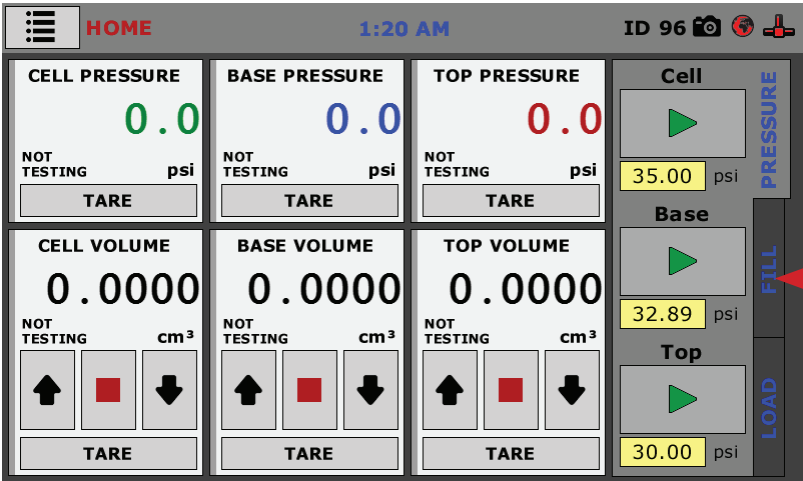 HOME
1:20 AM
ID 96
CELL PRESSURE
0.0
NOT
TESTING
psi
TARE
BASE PRESSURE
0.0
NOT
TESTING
psi
TARE
TOP PRESSURE
0.0
NOT
TESTING
psi
TARE
CELL VOLUME
0.0000
NOT
TESTING
cm³
TARE
BASE VOLUME
0.0000
NOT
TESTING
cm³
TARE
TOP VOLUME
0.0000
NOT
TESTING
cm³
TARE
Cell
35.00 psi
Base
32.89 psi
Top
30.00 psi
PRESSURE
FILL
LOAD